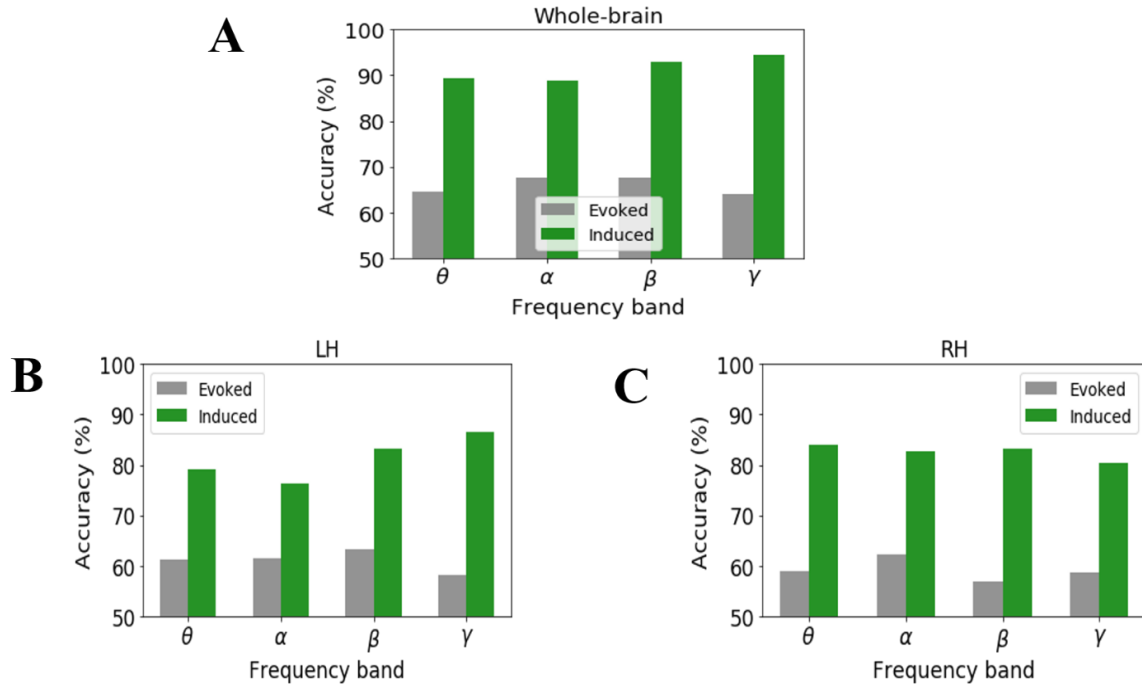 A
Whole-brain
Accuracy (%)
100
90
80
70
60
50
Evoked
Induced
θ α β γ
Frequency band
B
LH
Accuracy (%)
100
90
80
70
60
50
Evoked
Induced
θ α β γ
Frequency band
C
RH
Accuracy (%)
100
90
80
70
60
50
Evoked
Induced
θ α β γ
Frequency band